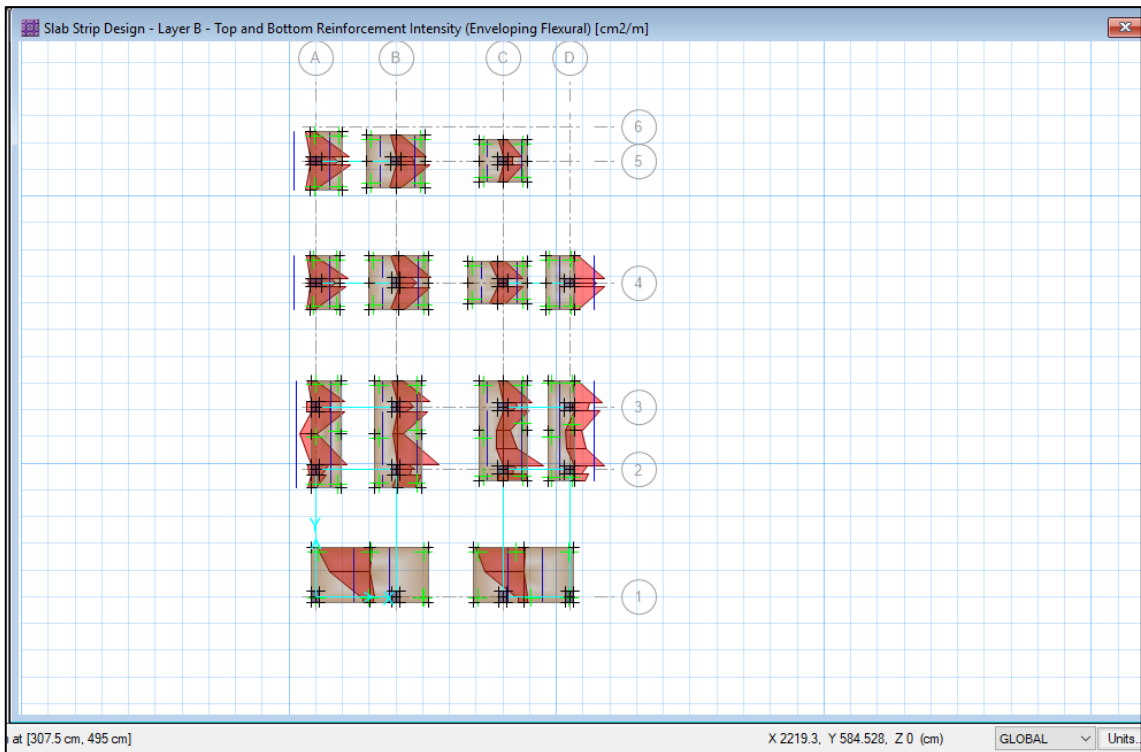 Slab Strip Design - Layer B - Top and Bottom Reinforcement Intensity (Enveloping Flexural) [cm2/m]
A B C D
6
5
4
3
2
Y
X
1
at [307.5 cm, 495 cm] X 2219.3, Y 584.528, Z 0 (cm) GLOBAL Units...